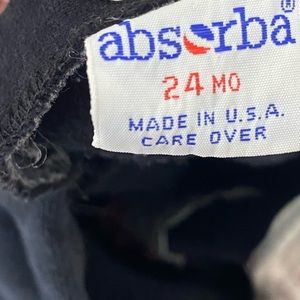 absorba®
24 MO
MADE IN U.S.A.
CARE OVER